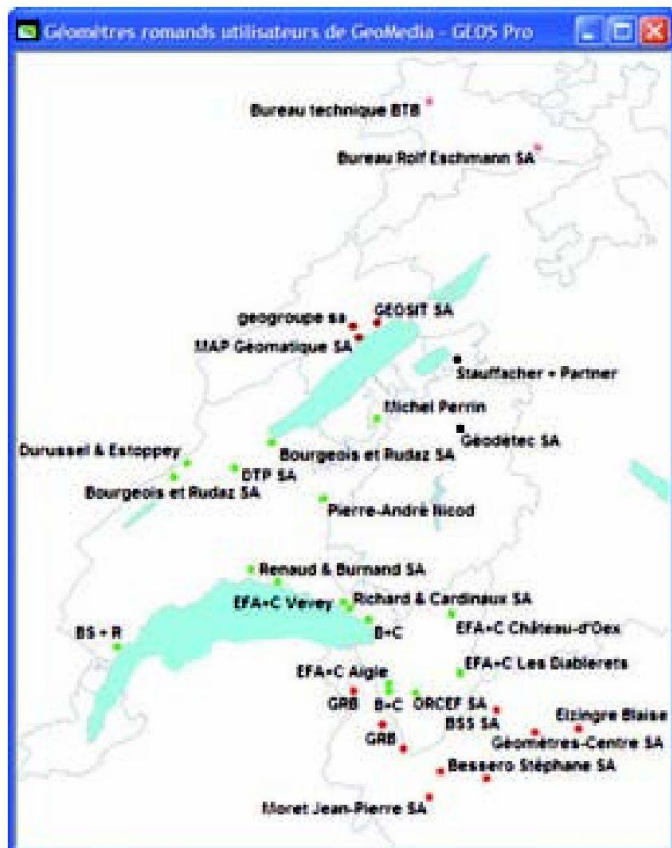 Géomètres romands utilisateurs de GeoMedia - GEOS Pro
Bureau technique BTB
Bureau Rolf Eschmann SA
geogroupe sa
GEOSIT SA
MAP Géomatique SA
Stauffacher + Partner
Michel Perrin
Géodétec SA
Durussel & Estoppey
Bourgeois et Rudaz SA
DTP SA
Bourgeois et Rudaz SA
Pierre-André Nicod
Renaud & Burnand SA
EFA+C Vevey
Richard & Cardinaux SA
BS + R
B+C
EFA+C Château-d'Oex
EFA+C Aigle
EFA+C Les Diablerets
GRB
B+C
ORCEF SA
BSS SA
Elzingre Blaise
GRB
Géomètres-Centre SA
Bessero Stéphane SA
Moret Jean-Pierre SA